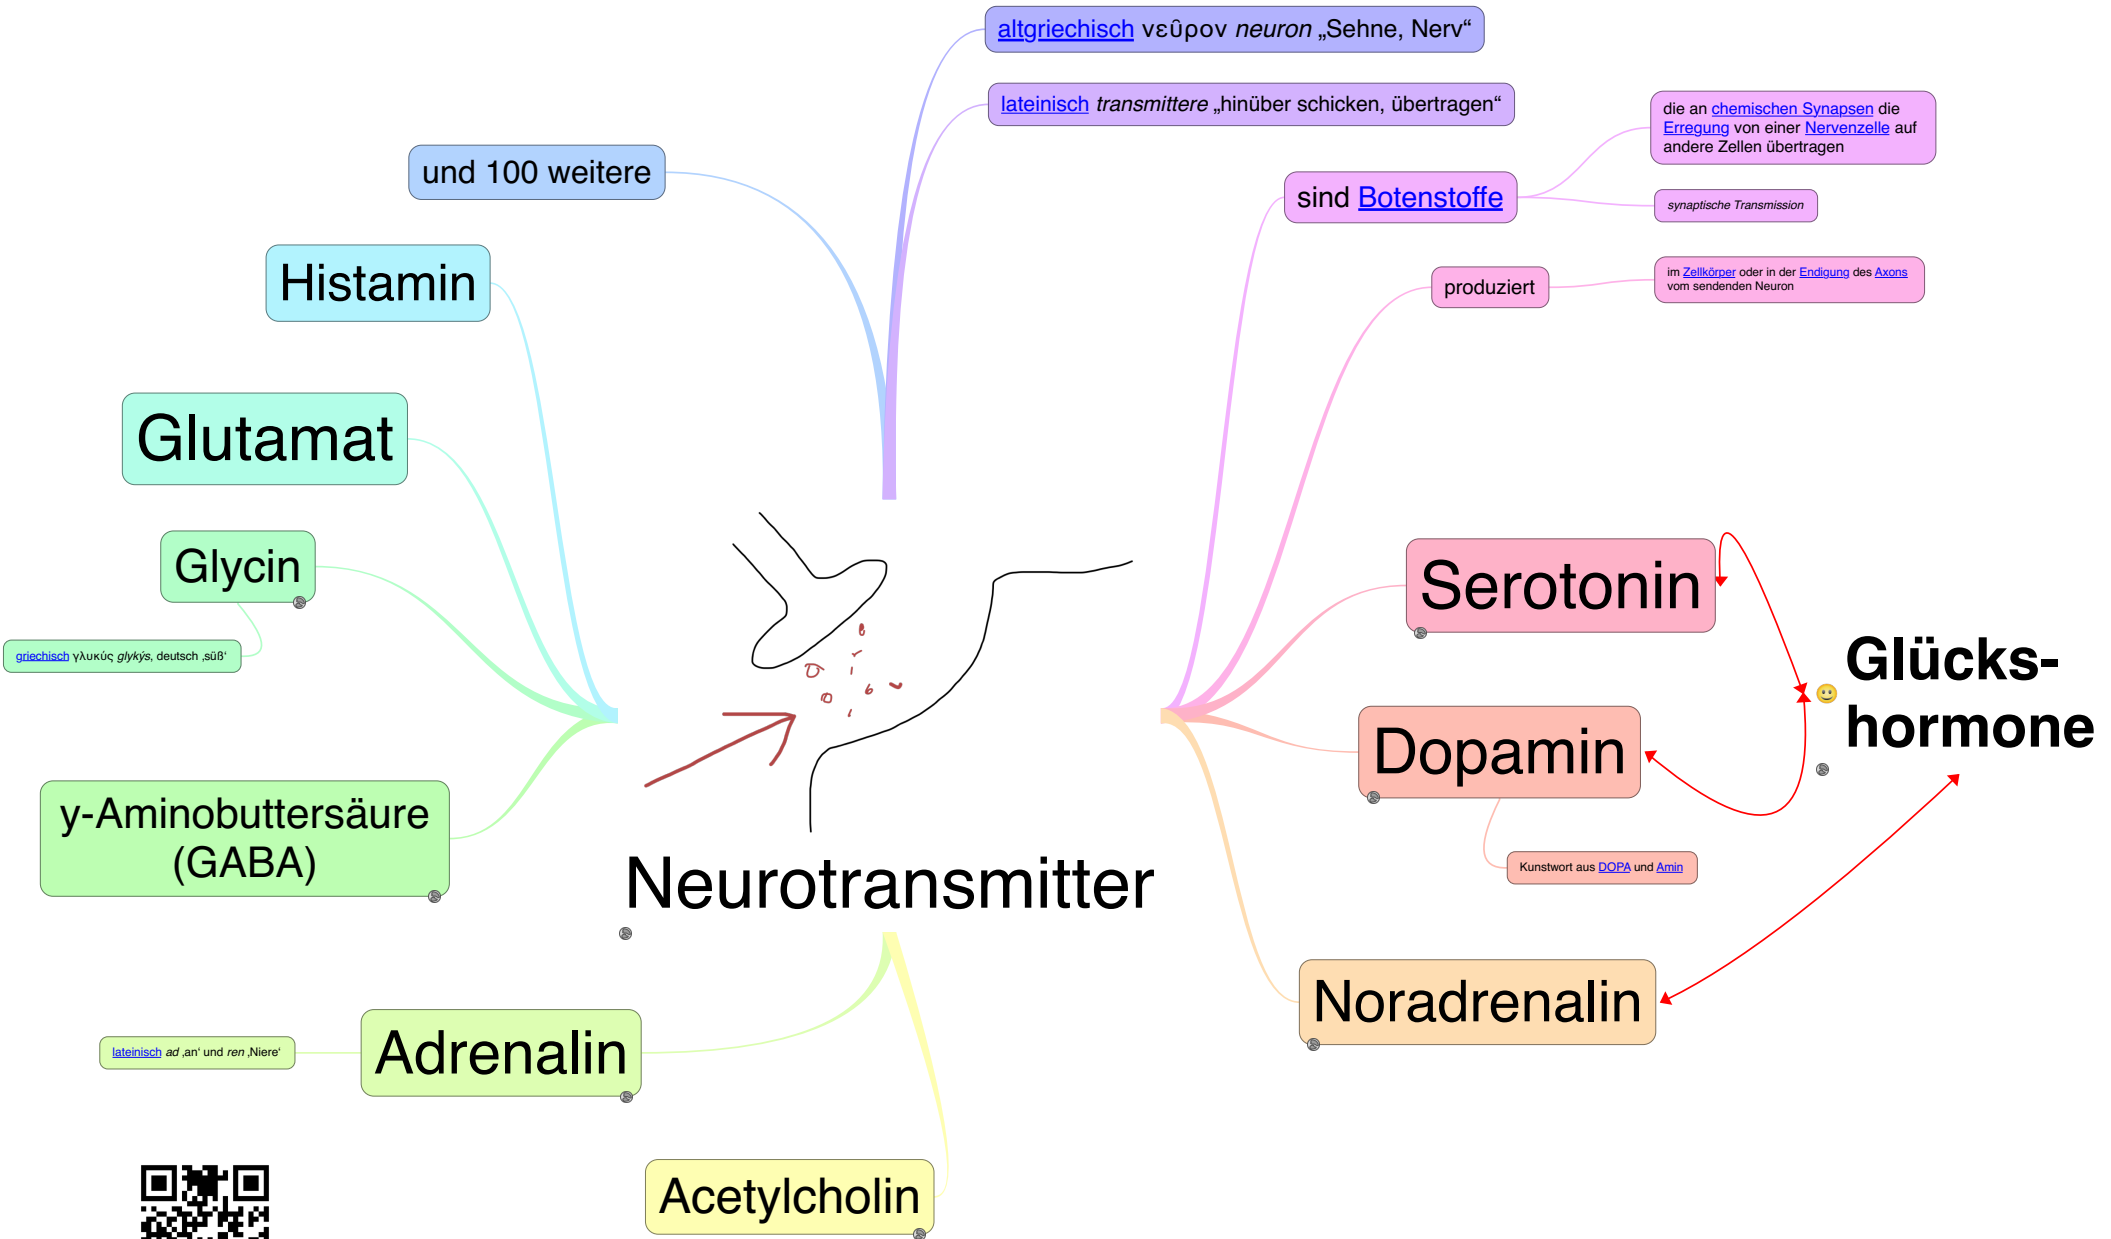 altgriechisch νεῦρον neuron „Sehne, Nerv“
lateinisch transmittere „hinüber schicken, übertragen“
die an chemischen Synapsen die
Erregung von einer Nervenzelle auf
andere Zellen übertragen
und 100 weitere
sind Botenstoffe
synaptische Transmission
Histamin
produziert
im Zellkörper oder in der Endigung des Axons
vom sendenden Neuron
Glutamat
Glycin
griechisch γλυκύς glykýs, deutsch ‚süß‘
Serotonin
Glücks-
hormone
Dopamin
Kunstwort aus DOPA und Amin
y-Aminobuttersäure
(GABA)
Neurotransmitter
Noradrenalin
Adrenalin
lateinisch ad ‚an‘ und ren ‚Niere‘
Acetylcholin